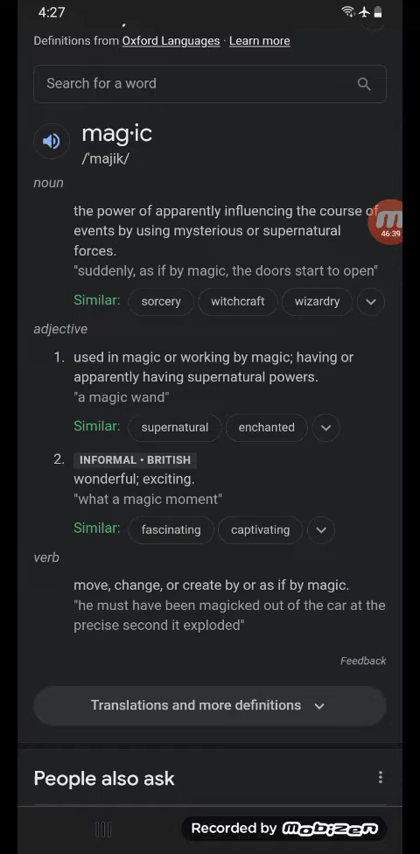 4:27
Definitions from Oxford Languages · Learn more
Search for a word
mag·ic
/ˈmajik/
noun
the power of apparently influencing the course of
events by using mysterious or supernatural
forces.
"suddenly, as if by magic, the doors start to open"
46:39
Similar: sorcery witchcraft wizardry
adjective
1. used in magic or working by magic; having or
apparently having supernatural powers.
"a magic wand"
Similar: supernatural enchanted
2. INFORMAL • BRITISH
wonderful; exciting.
"what a magic moment"
Similar: fascinating captivating
verb
move, change, or create by or as if by magic.
"he must have been magicked out of the car at the
precise second it exploded"
Feedback
Translations and more definitions
People also ask
Recorded by mobizen